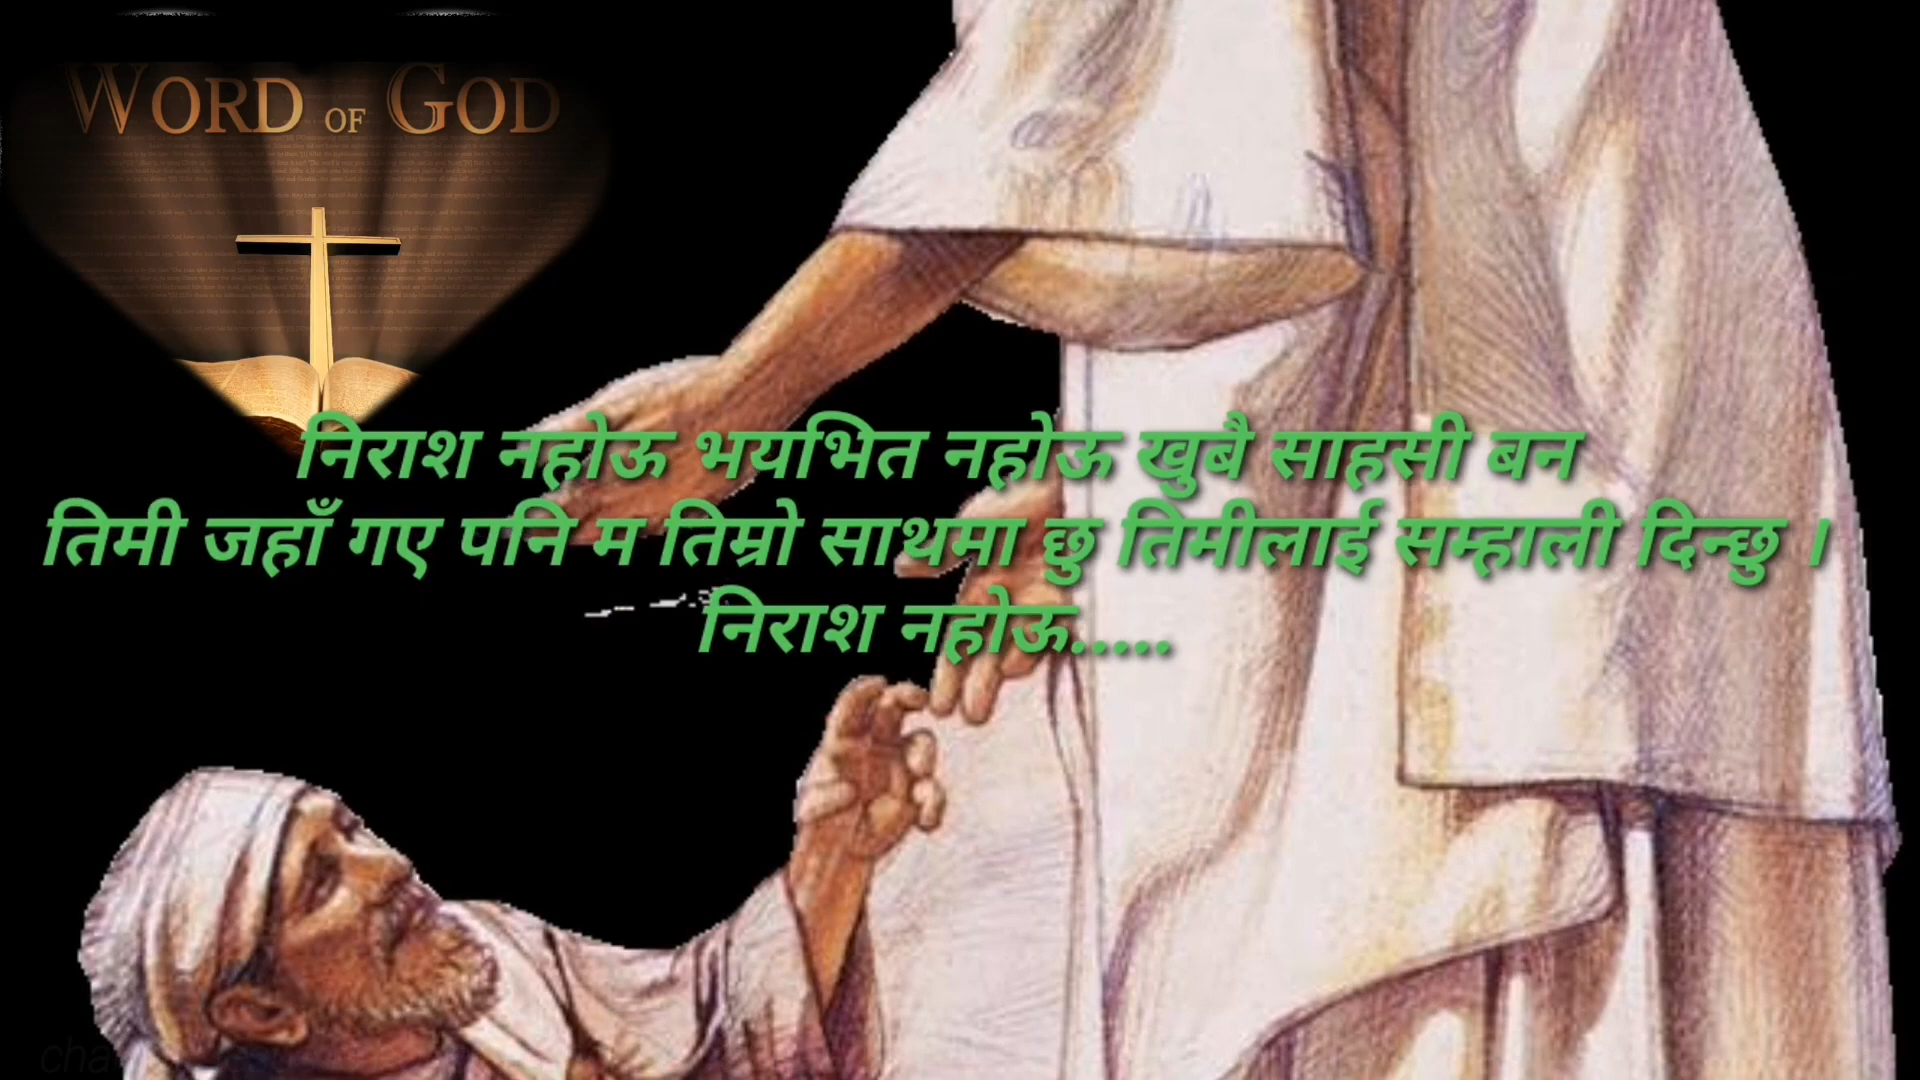 WORD OF GOD
निराश नहोऊ भयभित नहोऊ खुबै साहसी बन
तिमी जहाँ गए पनि म तिम्रो साथमा छु तिमीलाई सम्हाली दिन्छु ।
निराश नहोऊ.....